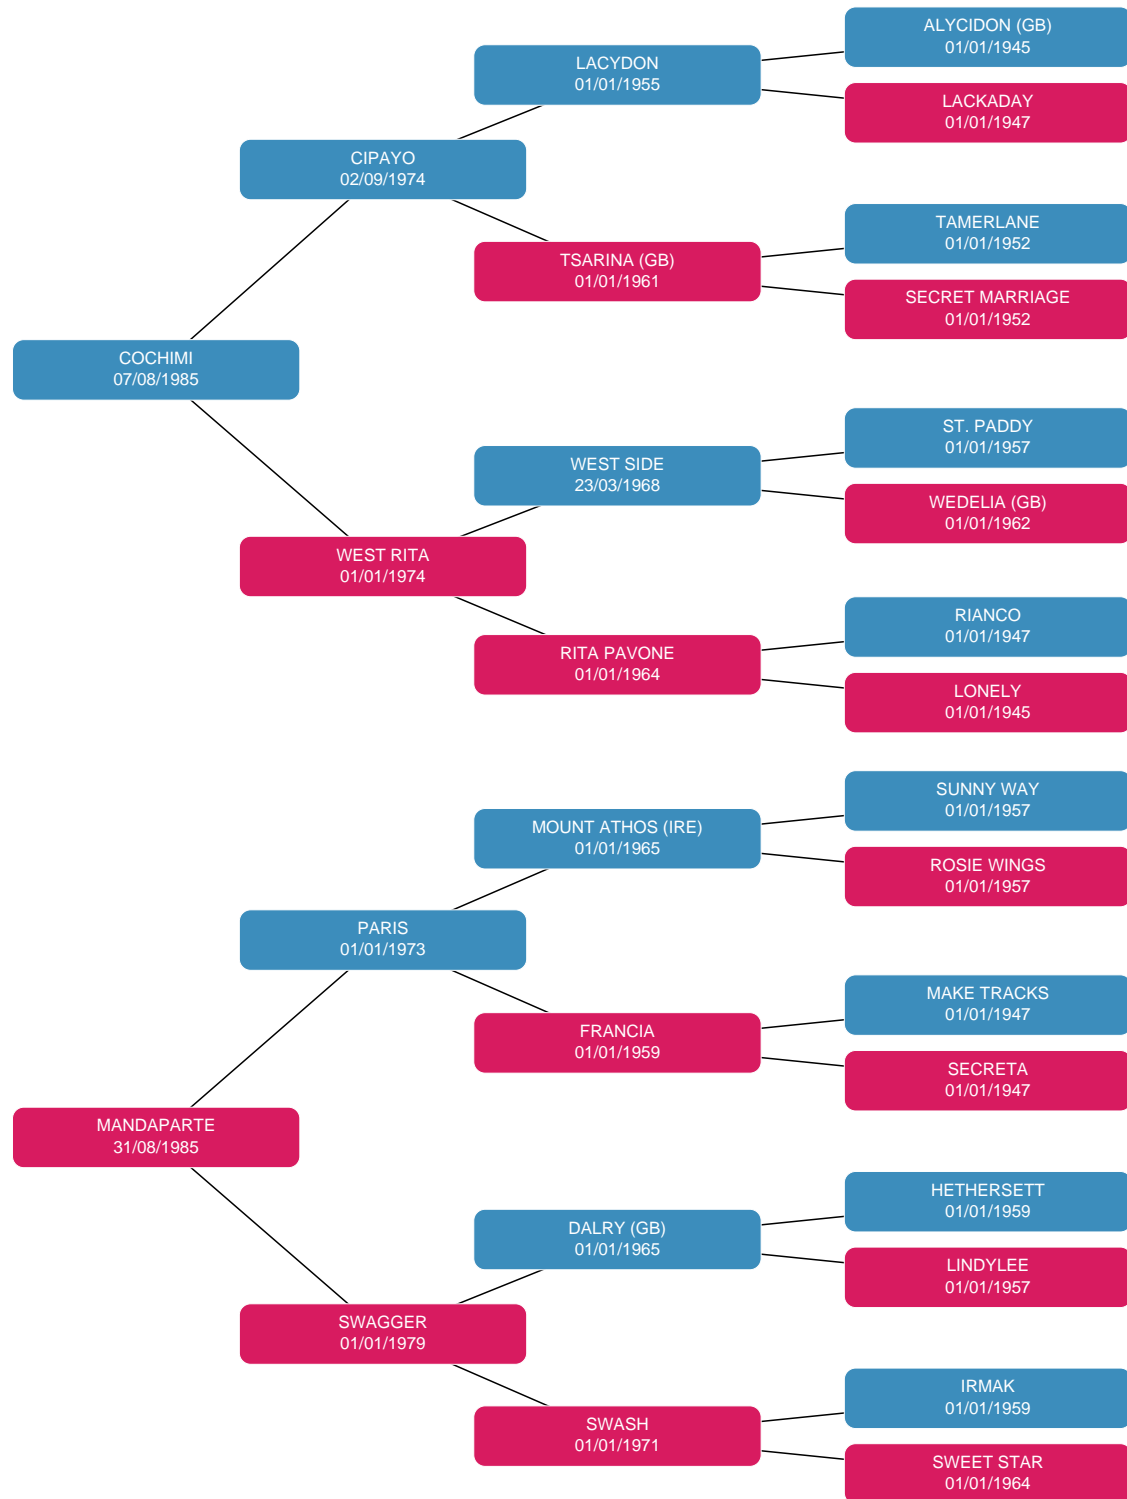 ALYCIDON (GB)
01/01/1945
LACYDON
01/01/1955
LACKADAY
01/01/1947
CIPAYO
02/09/1974
TAMERLANE
01/01/1952
TSARINA (GB)
01/01/1961
SECRET MARRIAGE
01/01/1952
COCHIMI
07/08/1985
ST. PADDY
01/01/1957
WEST SIDE
23/03/1968
WEDELIA (GB)
01/01/1962
WEST RITA
01/01/1974
RIANCO
01/01/1947
RITA PAVONE
01/01/1964
LONELY
01/01/1945
SUNNY WAY
01/01/1957
MOUNT ATHOS (IRE)
01/01/1965
ROSIE WINGS
01/01/1957
PARIS
01/01/1973
MAKE TRACKS
01/01/1947
FRANCIA
01/01/1959
SECRETA
01/01/1947
MANDAPARTE
31/08/1985
HETHERSETT
01/01/1959
DALRY (GB)
01/01/1965
LINDYLEE
01/01/1957
SWAGGER
01/01/1979
IRMAK
01/01/1959
SWASH
01/01/1971
SWEET STAR
01/01/1964